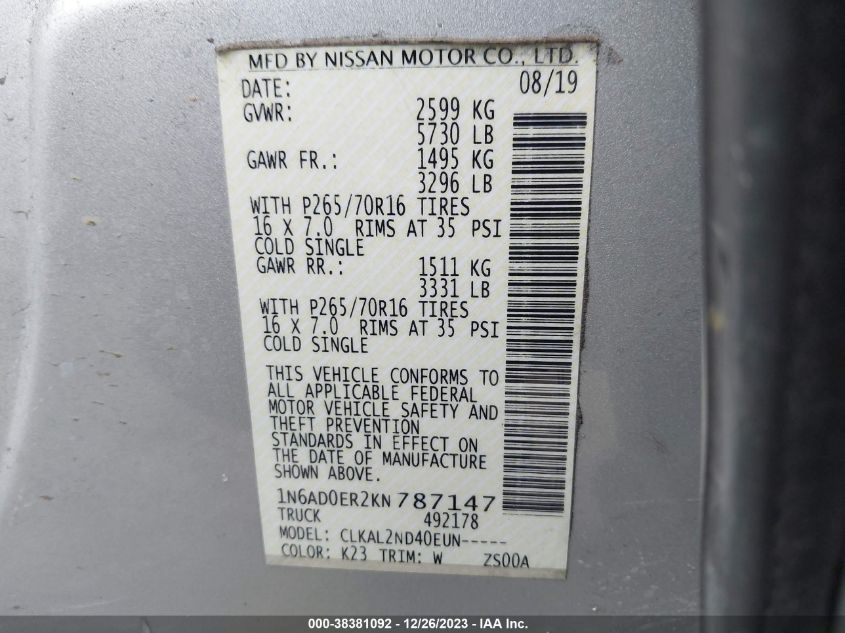 MFD BY NISSAN MOTOR CO., LTD.
DATE: 08/19
GVWR: 2599 KG
5730 LB
GAWR FR.: 1495 KG
3296 LB
WITH P265/70R16 TIRES
16 X 7.0 RIMS AT 35 PSI
COLD SINGLE
GAWR RR.: 1511 KG
3331 LB
WITH P265/70R16 TIRES
16 X 7.0 RIMS AT 35 PSI
COLD SINGLE
THIS VEHICLE CONFORMS TO
ALL APPLICABLE FEDERAL
MOTOR VEHICLE SAFETY AND
THEFT PREVENTION
STANDARDS IN EFFECT ON
THE DATE OF MANUFACTURE
SHOWN ABOVE.
1N6AD0ER2KN787147
TRUCK 492178
MODEL: CLKAL2ND40EUN-----
COLOR: K23 TRIM: W ZS00A
000-38381092 - 12/26/2023 - IAA Inc.